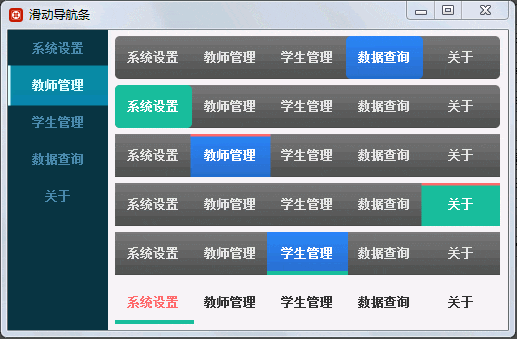 滑动导航条
系统设置
教师管理
学生管理
数据查询
关于
系统设置 教师管理 学生管理 数据查询 关于
系统设置 教师管理 学生管理 数据查询 关于
系统设置 教师管理 学生管理 数据查询 关于
系统设置 教师管理 学生管理 数据查询 关于
系统设置 教师管理 学生管理 数据查询 关于
系统设置 教师管理 学生管理 数据查询 关于